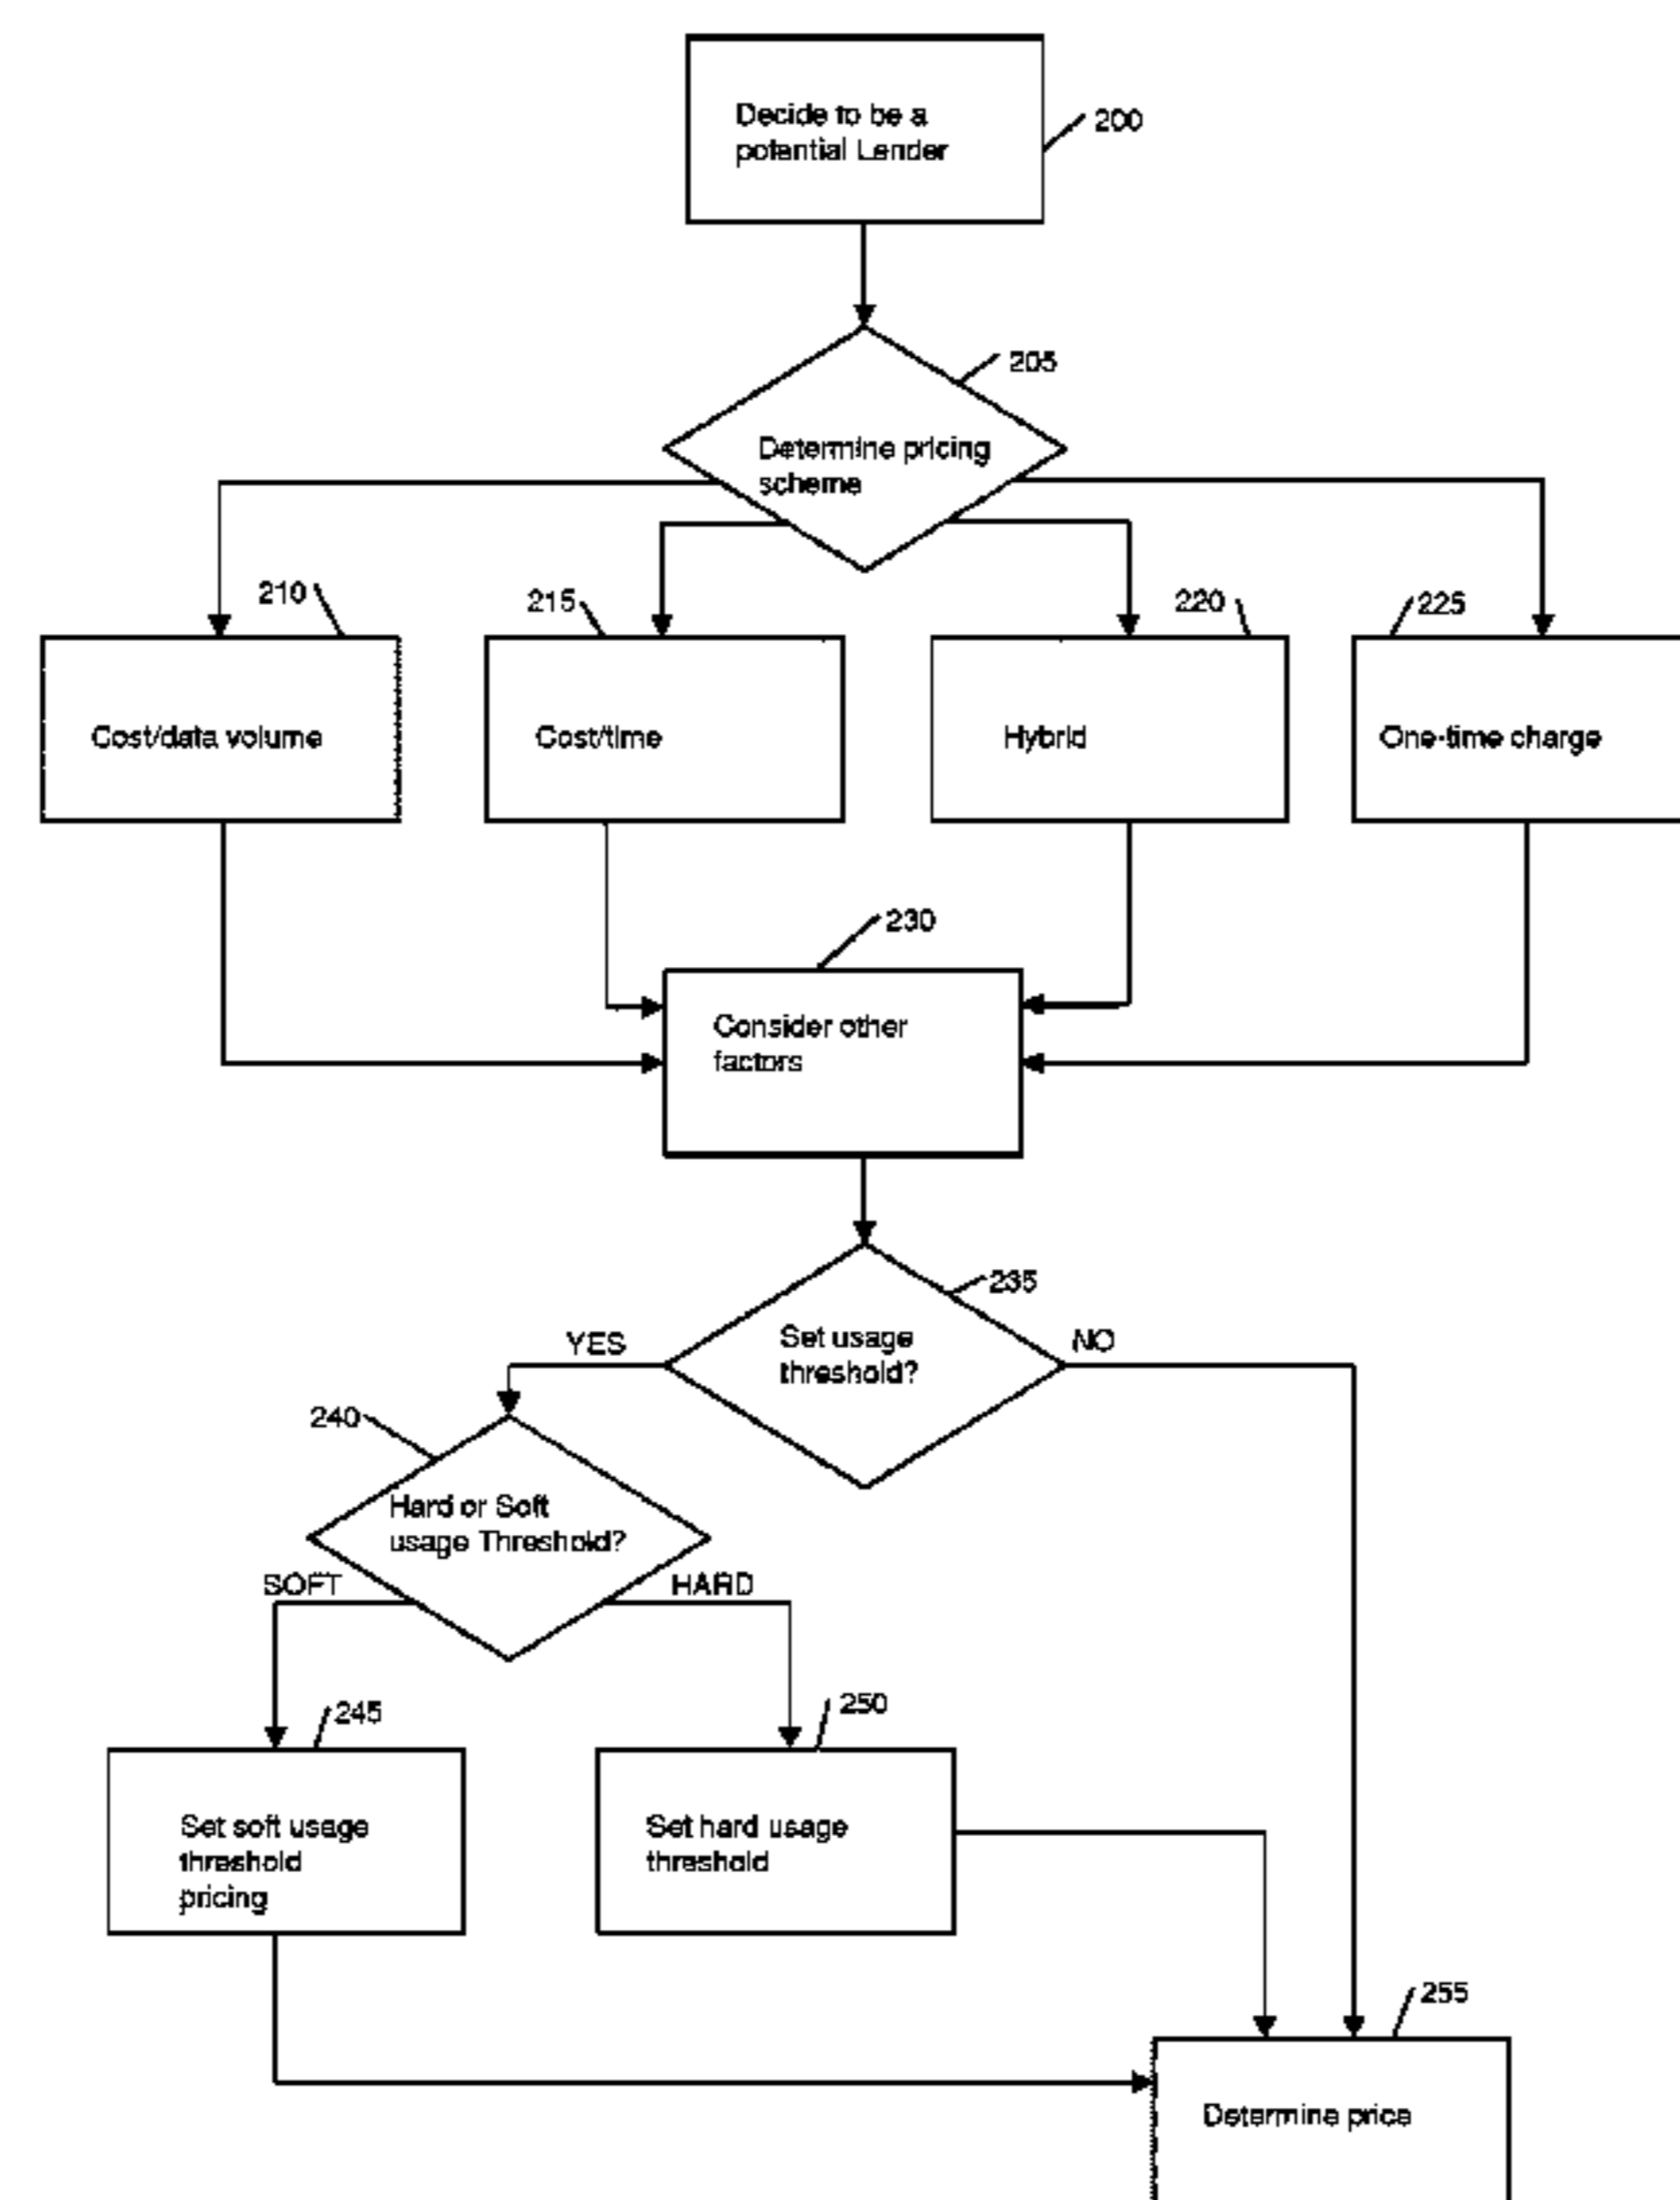 Decide to be a
potential Lender
200
205
Determine pricing
scheme
210
215
220
225
Cost/data volume
Cost/time
Hybrid
One-time charge
230
Consider other
factors
235
YES
Set usage
threshold?
NO
240
Hard or Soft
usage Threshold?
SOFT
HARD
245
250
Set soft usage
threshold
pricing
Set hard usage
threshold
255
Determine price